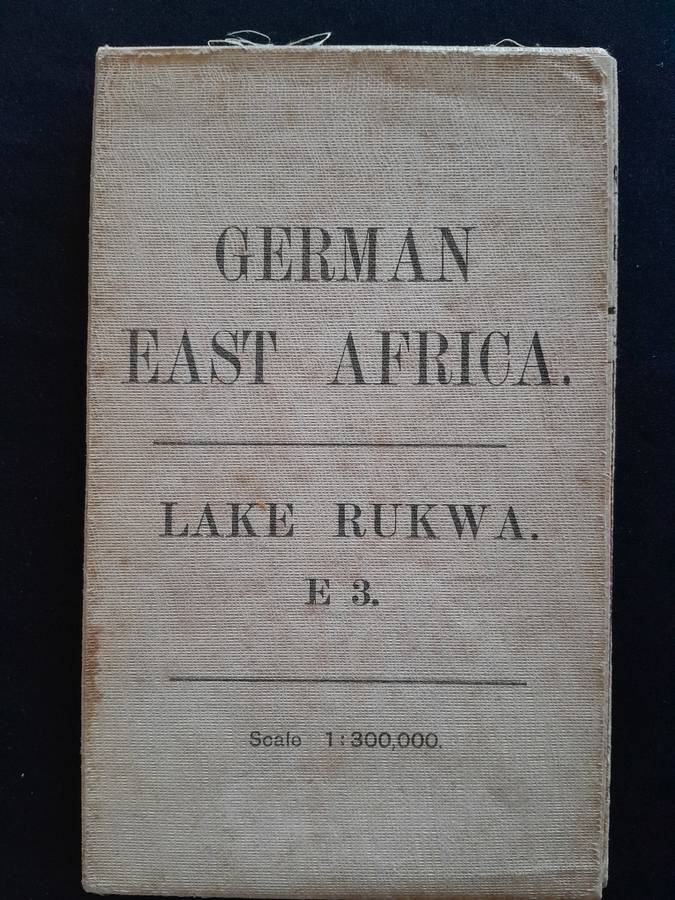 GERMAN
EAST AFRICA.
LAKE RUKWA.
E 3.
Scale 1:300,000.